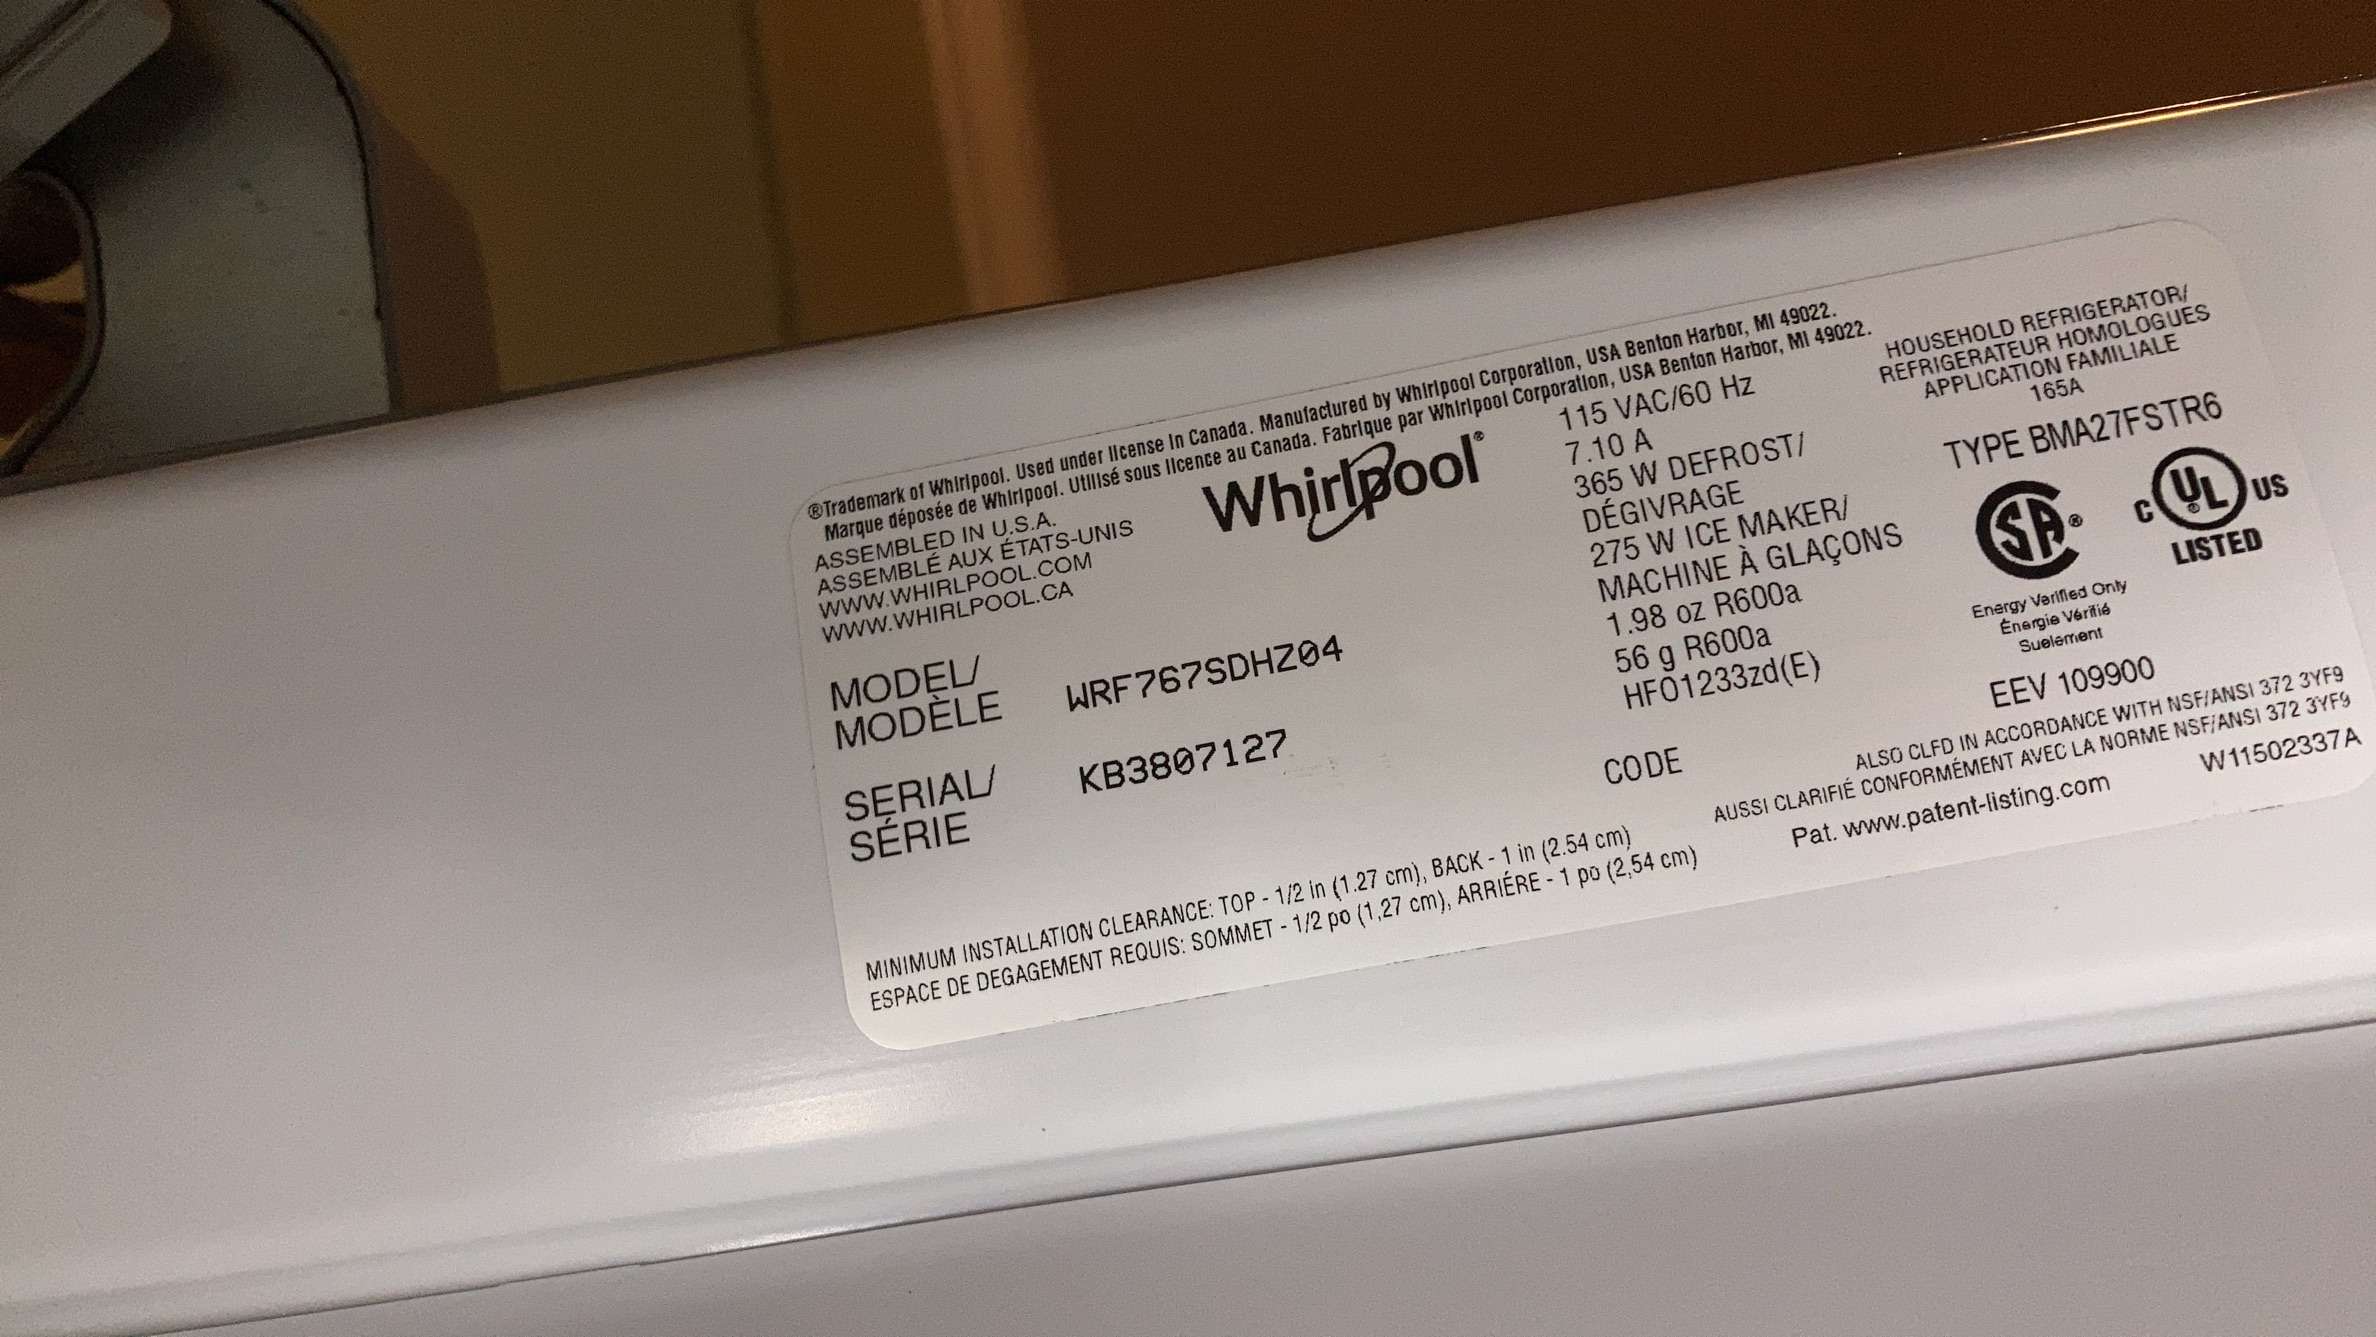 ®Trademark of Whirlpool. Used under license in Canada. Manufactured by Whirlpool Corporation, USA Benton Harbor, MI 49022.
Marque déposée de Whirlpool. Utilisé sous licence au Canada. Fabrique par Whirlpool Corporation, USA Benton Harbor, MI 49022.
ASSEMBLED IN U.S.A.
ASSEMBLÉ AUX ÉTATS-UNIS
WWW.WHIRLPOOL.COM
WWW.WHIRLPOOL.CA
Whirlpool®
MODEL/
MODÈLE
WRF767SDHZ04
SERIAL/
SÉRIE
KB3807127
115 VAC/60 Hz
7.10 A
365 W DEFROST/
DÉGIVRAGE
275 W ICE MAKER/
MACHINE À GLAÇONS
1.98 oz R600a
56 g R600a
HFO1233zd(E)
CODE
HOUSEHOLD REFRIGERATOR/
REFRIGERATEUR HOMOLOGUES
APPLICATION FAMILIALE
165A
TYPE BMA27FSTR6
SA®
Energy Verified Only
Énergie Vérifié
Suelement
C UL® US
LISTED
EEV 109900
ALSO CLFD IN ACCORDANCE WITH NSF/ANSI 372 3YF9
AUSSI CLARIFIÉ CONFORMÉMENT AVEC LA NORME NSF/ANSI 372 3YF9
Pat. www.patent-listing.com
W11502337A
MINIMUM INSTALLATION CLEARANCE: TOP - 1/2 in (1.27 cm), BACK - 1 in (2.54 cm)
ESPACE DE DEGAGEMENT REQUIS: SOMMET - 1/2 po (1,27 cm), ARRIÉRE - 1 po (2,54 cm)